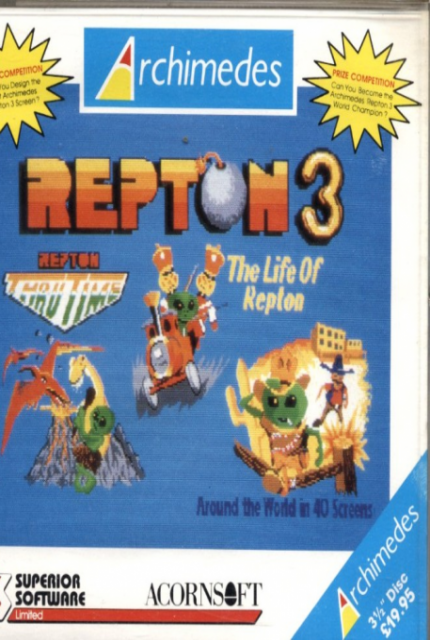 COMPETITION
You Design the
Archimedes
Repton 3 Screen?
Archimedes
PRIZE COMPETITION
Can You Become the
Archimedes Repton 3
World Champion?
REPTON 3
REPTON
THRU TIME
The Life Of
Repton
Around the World in 40 Screens
SUPERIOR
SOFTWARE
Limited
ACORNSOFT
Archimedes
3½" Disc
£19.95